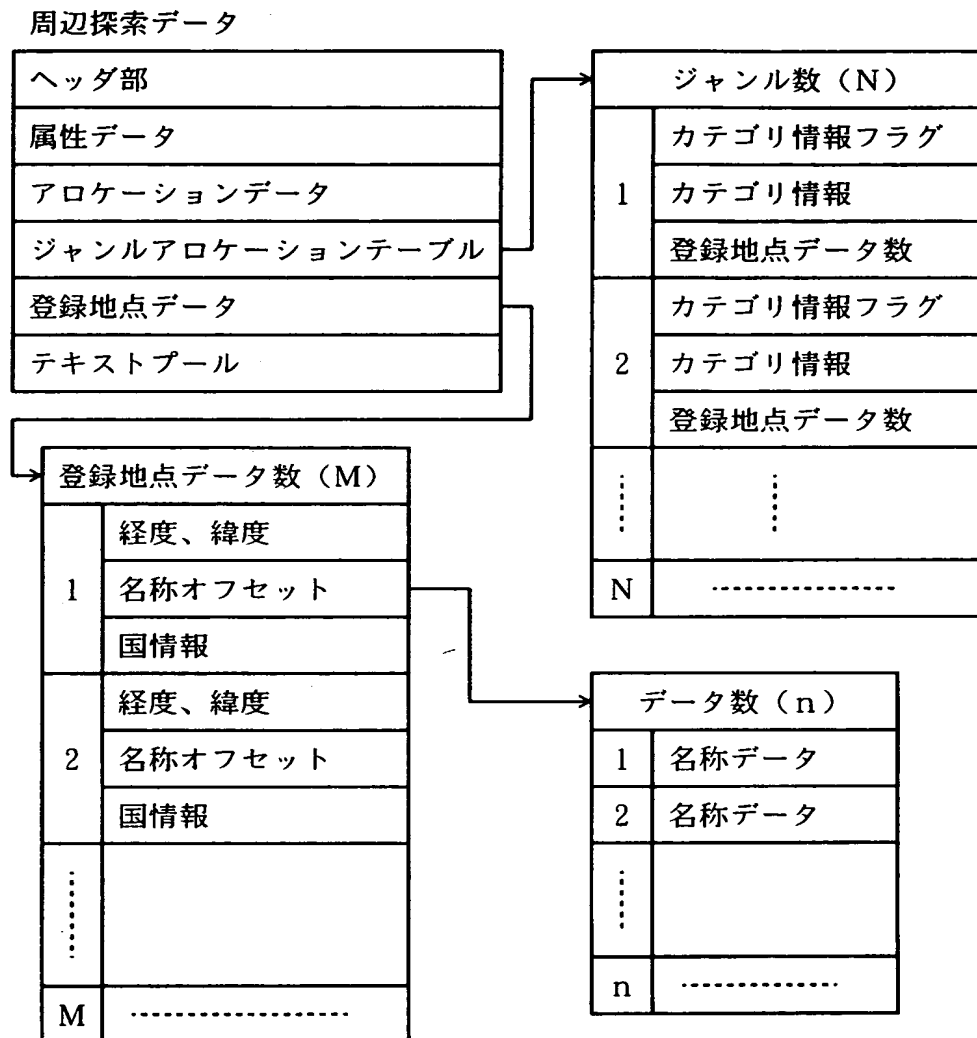 周辺探索データ
ヘッダ部
属性データ
アロケーションデータ
ジャンルアロケーションテーブル
登録地点データ
テキストプール
ジャンル数（N）
1
カテゴリ情報フラグ
カテゴリ情報
登録地点データ数
2
カテゴリ情報フラグ
カテゴリ情報
登録地点データ数
N
登録地点データ数（M）
1
経度、緯度
名称オフセット
国情報
2
経度、緯度
名称オフセット
国情報
M
データ数（n）
1 名称データ
2 名称データ
n